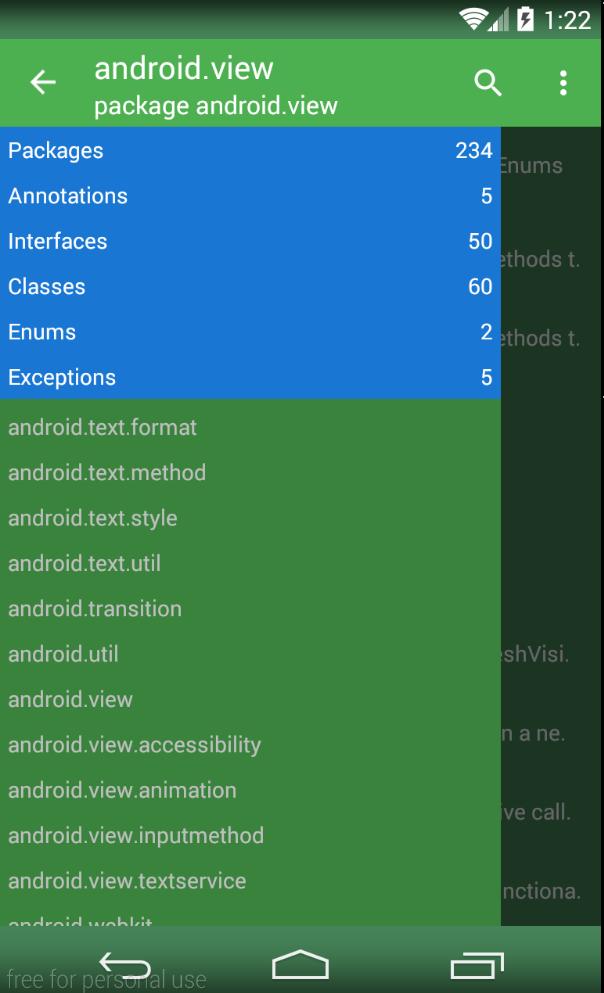 1:22
android.view
package android.view
Packages 234
Enums
Annotations 5
Interfaces 50
ethods t.
Classes 60
Enums 2
ethods t.
Exceptions 5
android.text.format
android.text.method
android.text.style
android.text.util
android.transition
android.util
shVisi.
android.view
n a ne.
android.view.accessibility
android.view.animation
ive call.
android.view.inputmethod
android.view.textservice
nctiona.
android.webkit
free for personal use